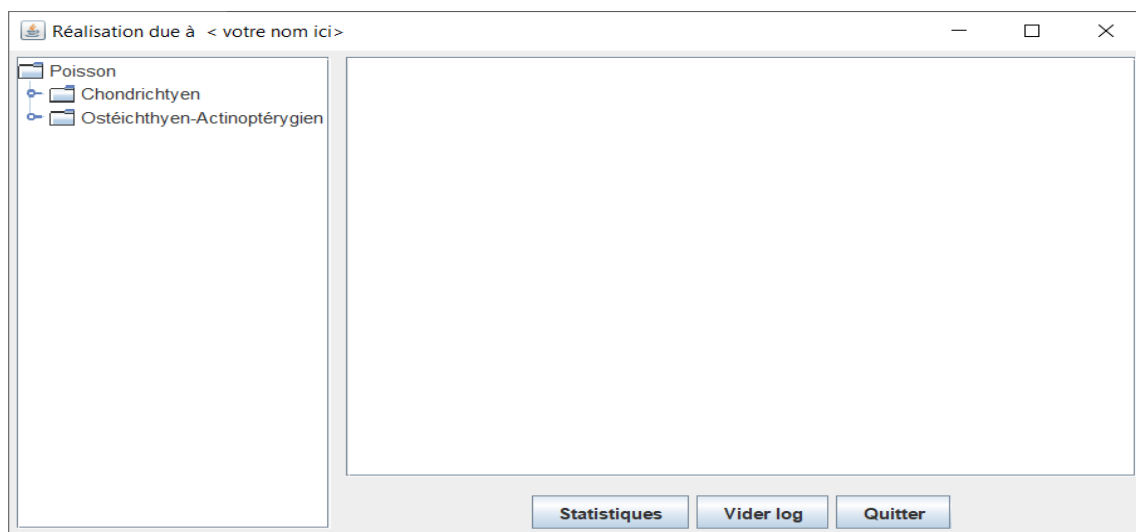 Réalisation due à < votre nom ici>
Poisson
Chondrichtyen
Ostéichthyen-Actinoptérygien
Statistiques Vider log Quitter